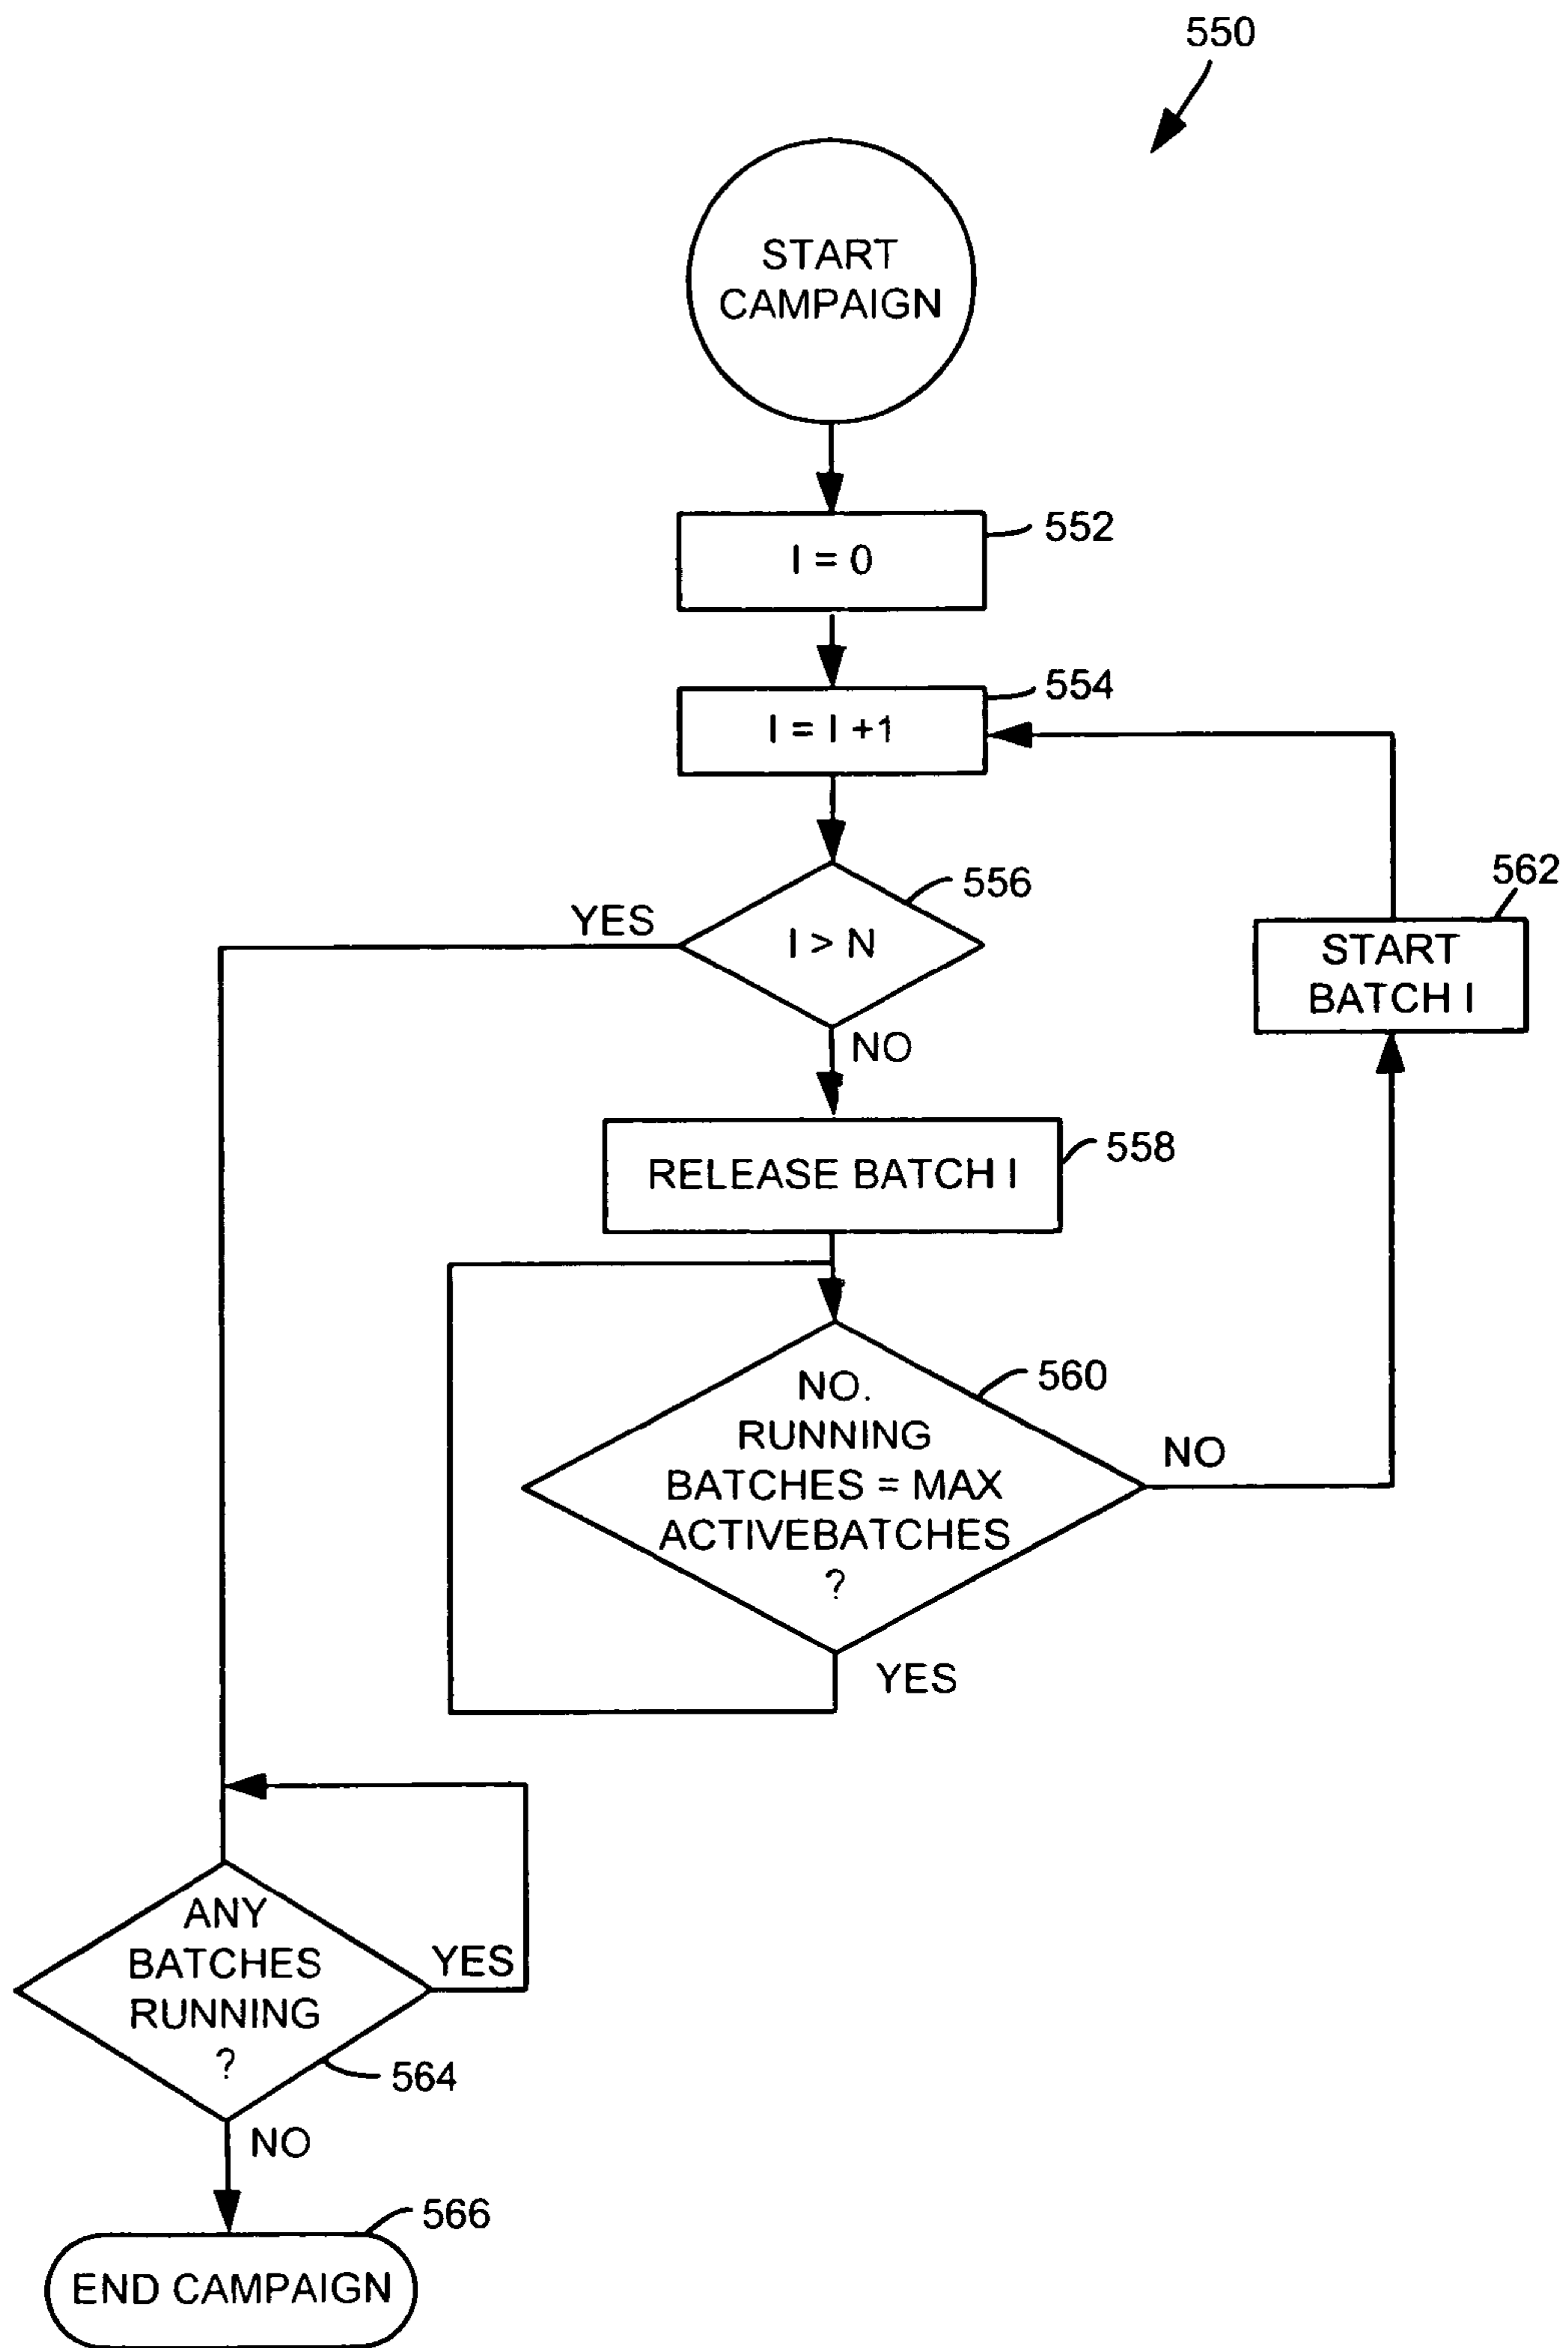 550
START
CAMPAIGN
552
I = 0
554
I = I +1
556
YES
I > N
562
START
BATCH I
NO
558
RELEASE BATCH I
560
NO.
RUNNING
BATCHES = MAX
ACTIVEBATCHES
?
NO
YES
ANY
BATCHES
RUNNING
?
YES
564
NO
566
END CAMPAIGN